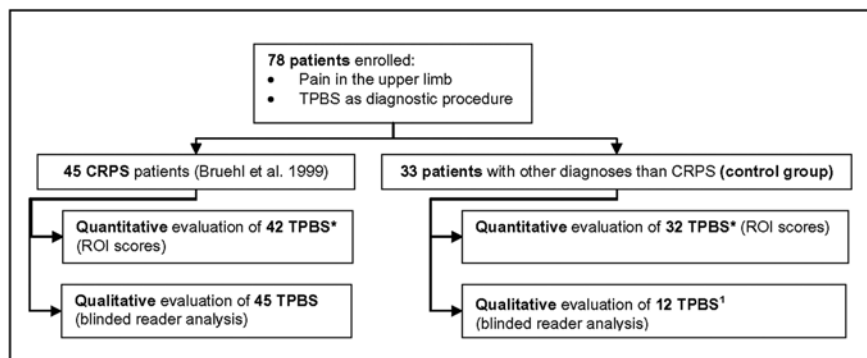 78 patients enrolled:
• Pain in the upper limb
• TPBS as diagnostic procedure
45 CRPS patients (Bruehl et al. 1999)
33 patients with other diagnoses than CRPS (control group)
Quantitative evaluation of 42 TPBS*
(ROI scores)
Quantitative evaluation of 32 TPBS* (ROI scores)
Qualitative evaluation of 45 TPBS
(blinded reader analysis)
Qualitative evaluation of 12 TPBS¹
(blinded reader analysis)